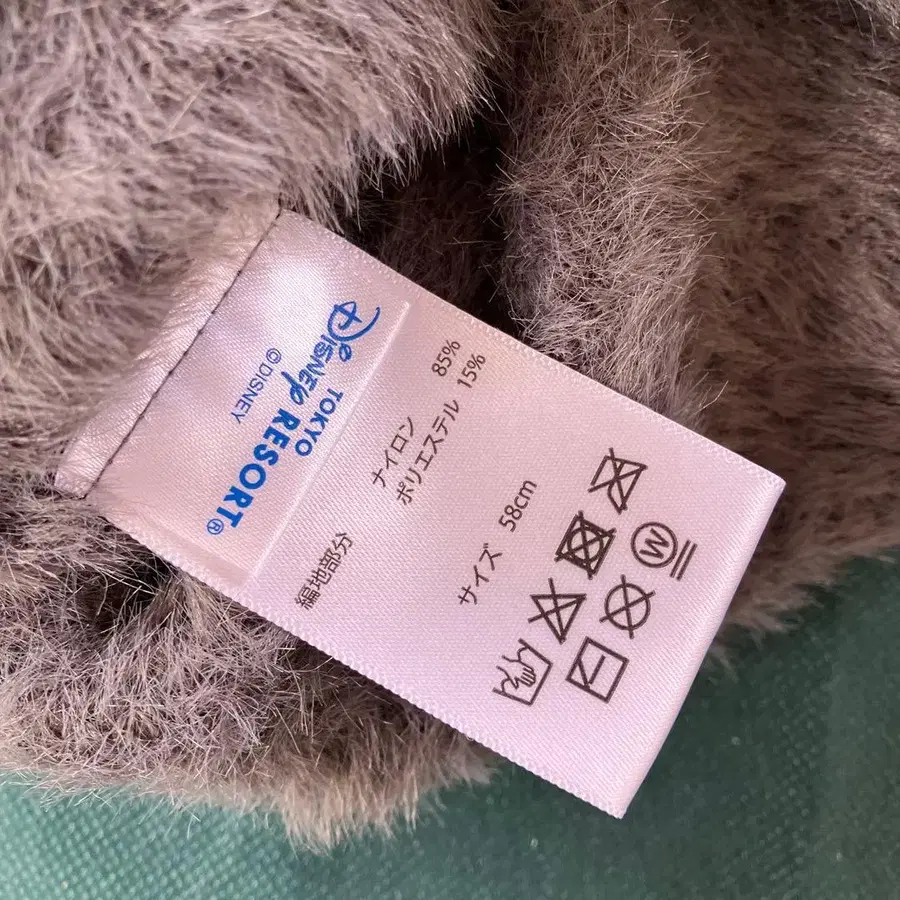 TOKYO
Disney RESORT®
©DISNEY
編地部分
ナイロン 85%
ポリエステル 15%
サイズ 58cm
W